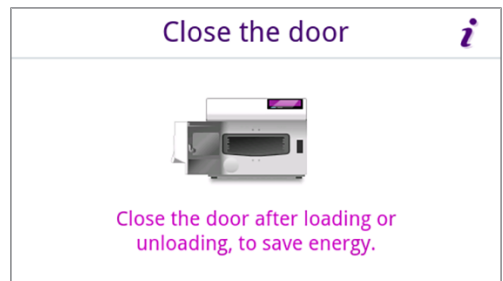 Close the door
i
Close the door after loading or
unloading, to save energy.